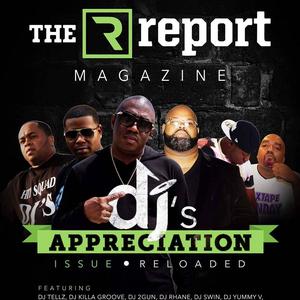 THE R report
MAGAZINE
dj's
APPRECIATION
ISSUE • RELOADED
FEATURING
DJ TELLZ, DJ KILLA GROOVE, DJ 2GUN, DJ RHANE, DJ SWIN, DJ YUMMY V,